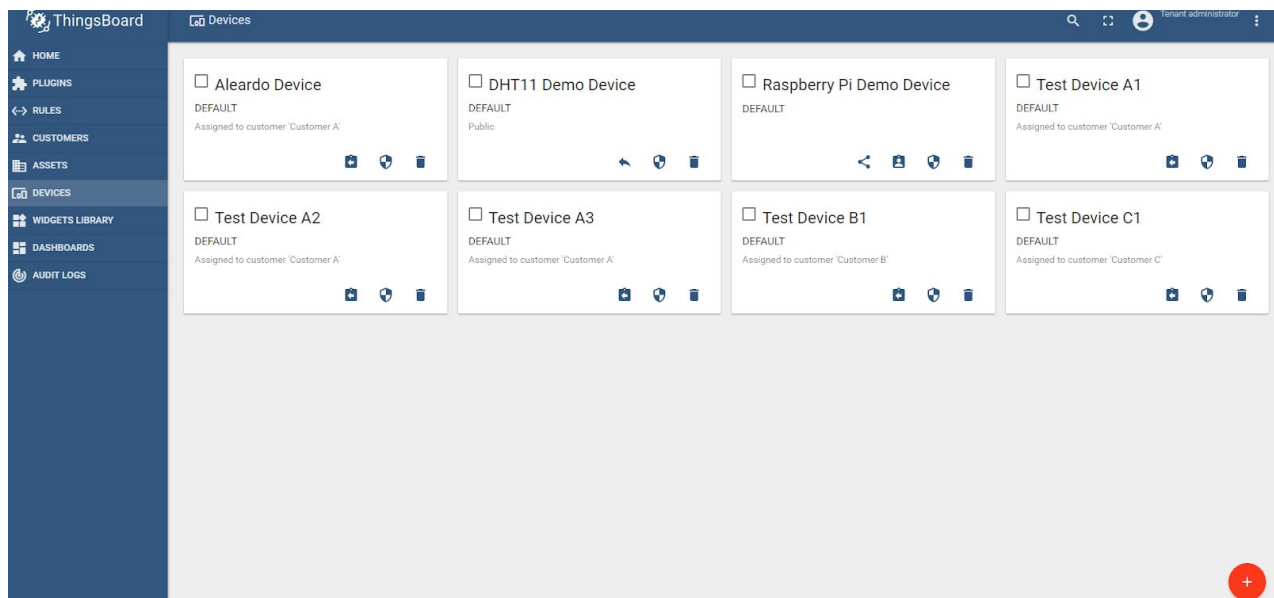 ThingsBoard
Devices
Tenant administrator
HOME
PLUGINS
RULES
CUSTOMERS
ASSETS
DEVICES
WIDGETS LIBRARY
DASHBOARDS
AUDIT LOGS
Aleardo Device
DEFAULT
Assigned to customer 'Customer A'
DHT11 Demo Device
DEFAULT
Public
Raspberry Pi Demo Device
DEFAULT
Test Device A1
DEFAULT
Assigned to customer 'Customer A'
Test Device A2
DEFAULT
Assigned to customer 'Customer A'
Test Device A3
DEFAULT
Assigned to customer 'Customer A'
Test Device B1
DEFAULT
Assigned to customer 'Customer B'
Test Device C1
DEFAULT
Assigned to customer 'Customer C'